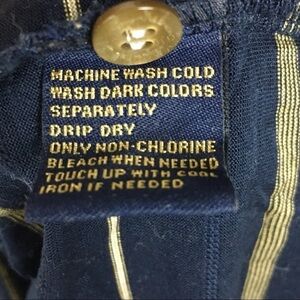 MACHINE WASH COLD
WASH DARK COLORS
SEPARATELY
DRIP DRY
ONLY NON-CHLORINE
BLEACH WHEN NEEDED
TOUCH UP WITH COOL
IRON IF NEEDED